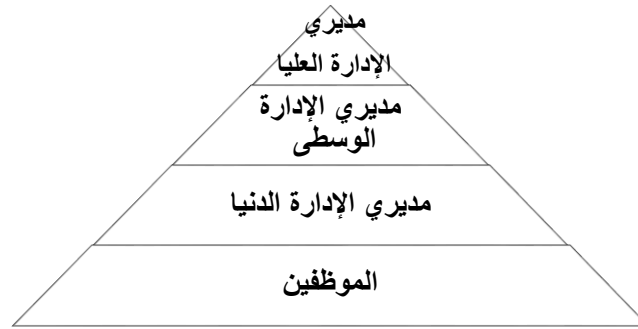 مديري
الإدارة العليا
مديري الإدارة
الوسطى
مديري الإدارة الدنيا
الموظفين